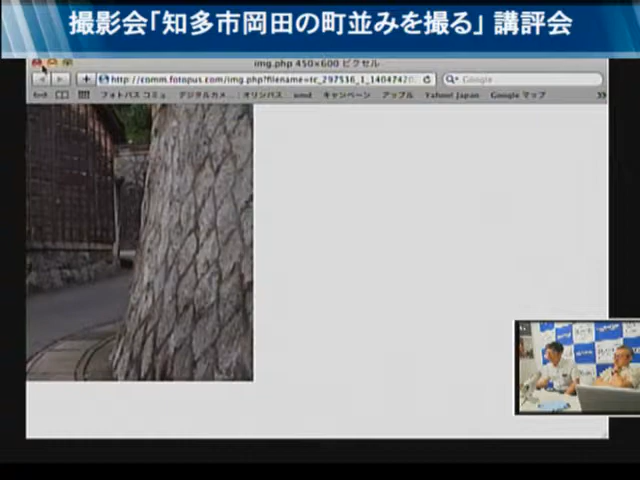 撮影会「知多市岡田の町並みを撮る」 講評会
img.php 450×600 ピクセル
http://comm.fotopus.com/img.php?filename=
Google
フォトパス コミュ… デジタルカメ… オリンパス… キャンペーン アップル Yahoo! Japan Google マップ